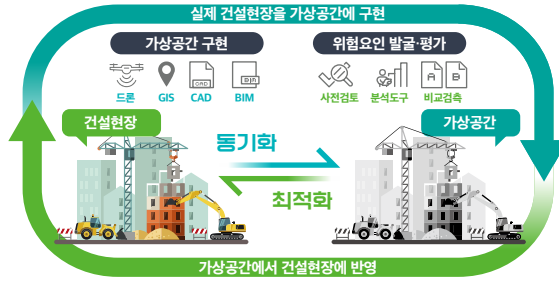 실제 건설현장을 가상공간에 구현
가상공간 구현
위험요인 발굴·평가
드론
GIS
CAD
CAD
BIM
BIM
사전검토
분석도구
A
B
비교검측
건설현장
가상공간
동기화
최적화
가상공간에서 건설현장에 반영